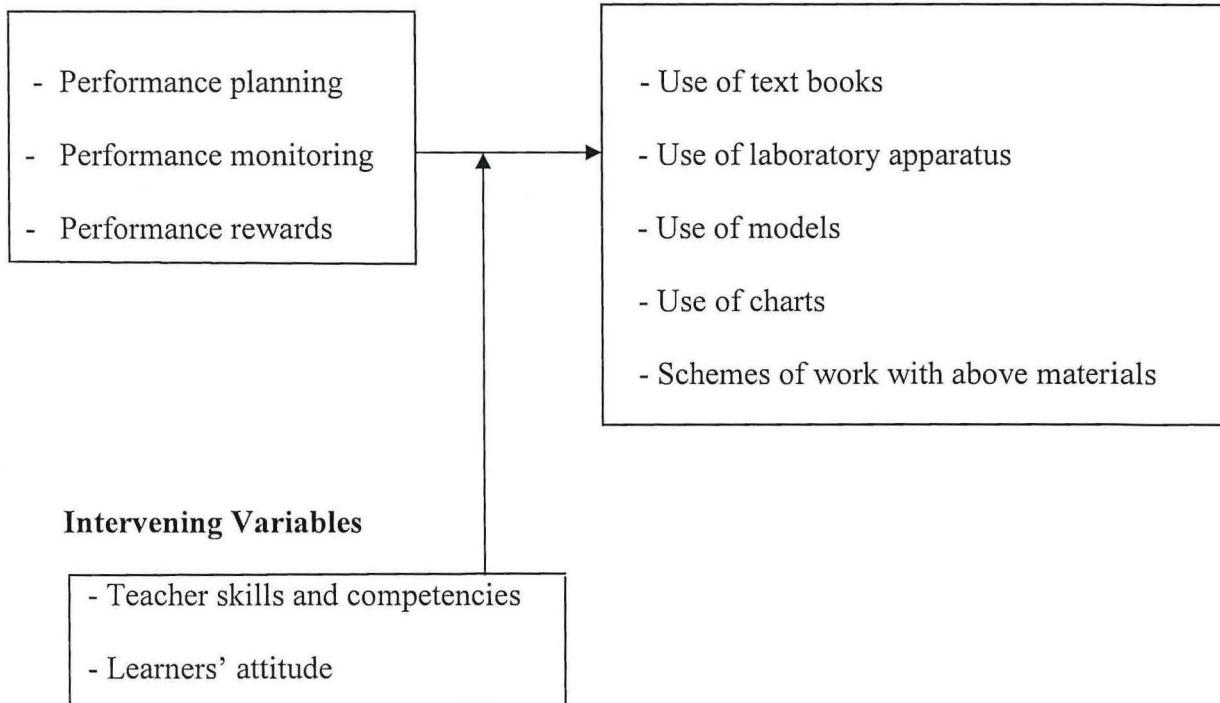 - Performance planning
- Performance monitoring
- Performance rewards
- Use of text books
- Use of laboratory apparatus
- Use of models
- Use of charts
- Schemes of work with above materials
Intervening Variables
- Teacher skills and competencies
- Learners’ attitude